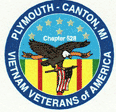 PLYMOUTH - CANTON, MI
Chapter 528
VIETNAM VETERANS of AMERICA